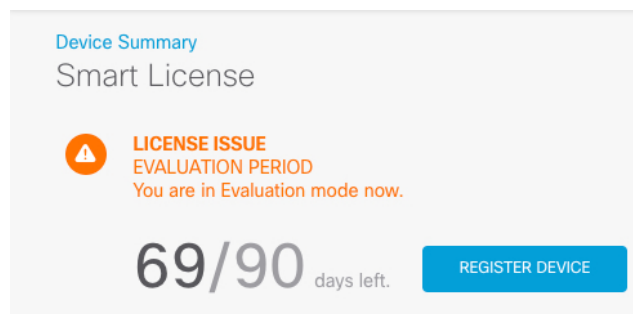 Device Summary
Smart License
LICENSE ISSUE
EVALUATION PERIOD
You are in Evaluation mode now.
69/90 days left.
REGISTER DEVICE